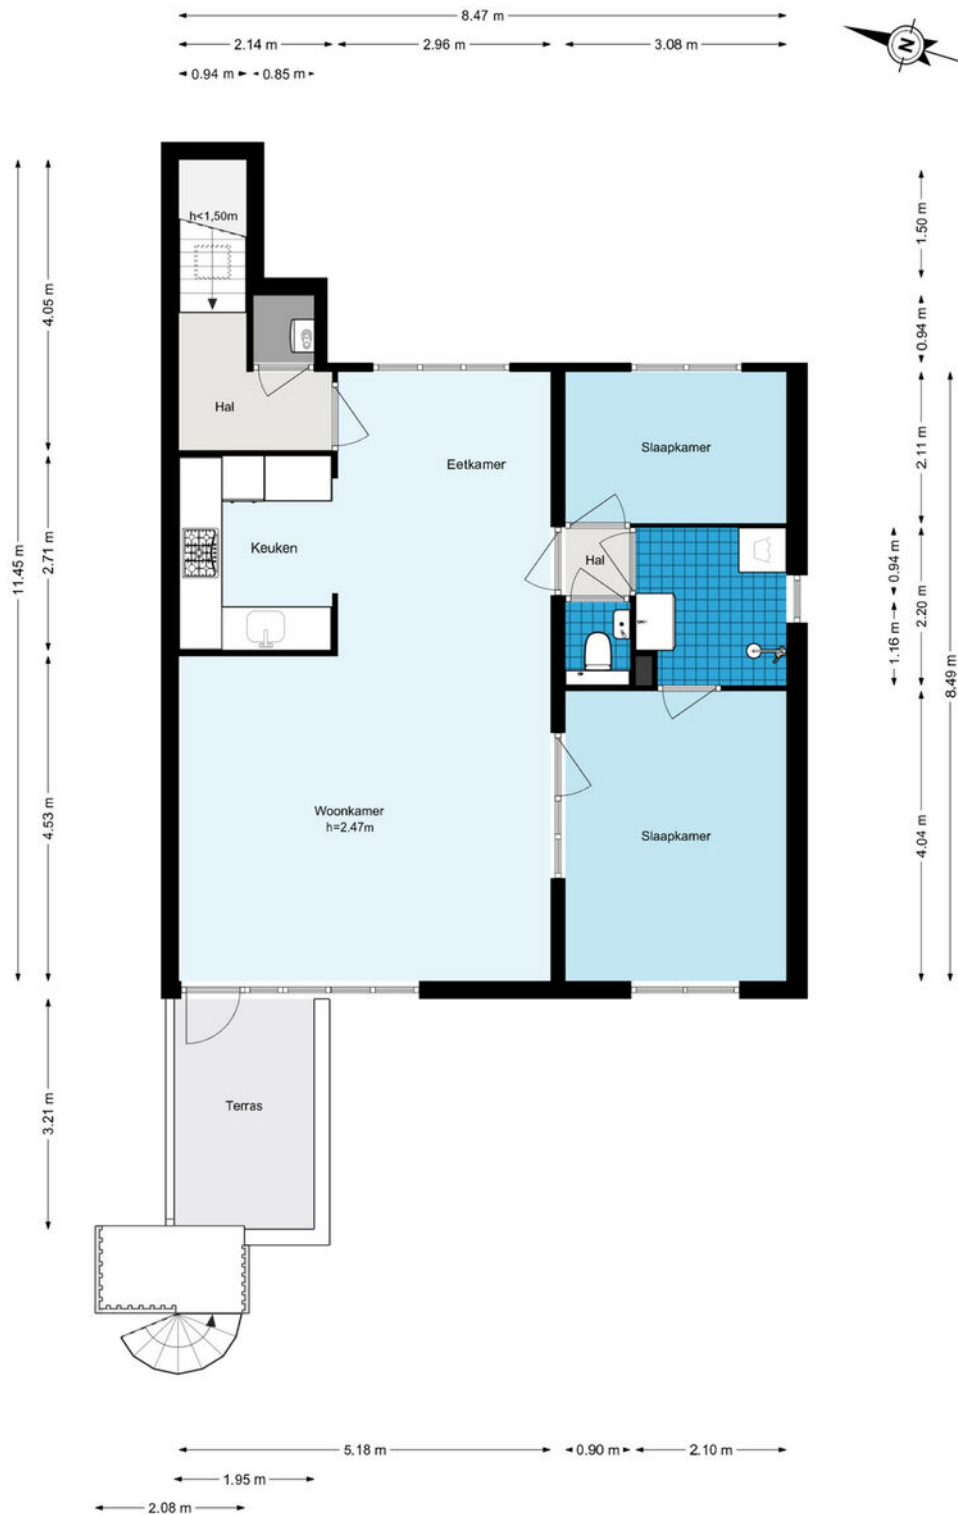 8.47 m
2.14 m
2.96 m
3.08 m
0.94 m
0.85 m
N
h<1,50m
1.50 m
4.05 m
0.94 m
11.45 m
Hal
Eetkamer
Slaapkamer
2.11 m
8.49 m
2.71 m
Keuken
Hal
0.94 m
2.20 m
1.16 m
4.53 m
Woonkamer
h=2.47m
Slaapkamer
4.04 m
3.21 m
Terras
5.18 m
0.90 m
2.10 m
1.95 m
2.08 m